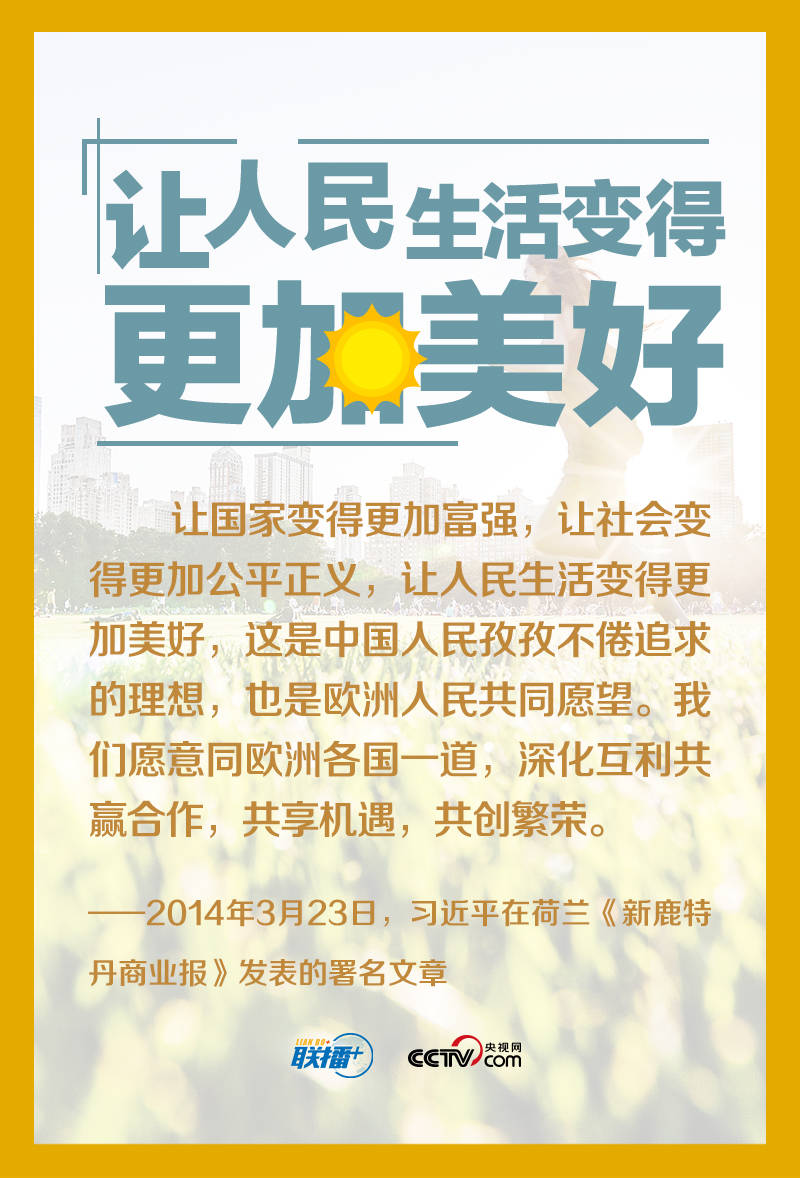 让人民生活变得
更加美好
让国家变得更加富强，让社会变
得更加公平正义，让人民生活变得更
加美好，这是中国人民孜孜不倦追求
的理想，也是欧洲人民共同愿望。我
们愿意同欧洲各国一道，深化互利共
赢合作，共享机遇，共创繁荣。
——2014年3月23日，习近平在荷兰《新鹿特
丹商业报》发表的署名文章
LIAN BO+
联播+
CCTV.com 央视网